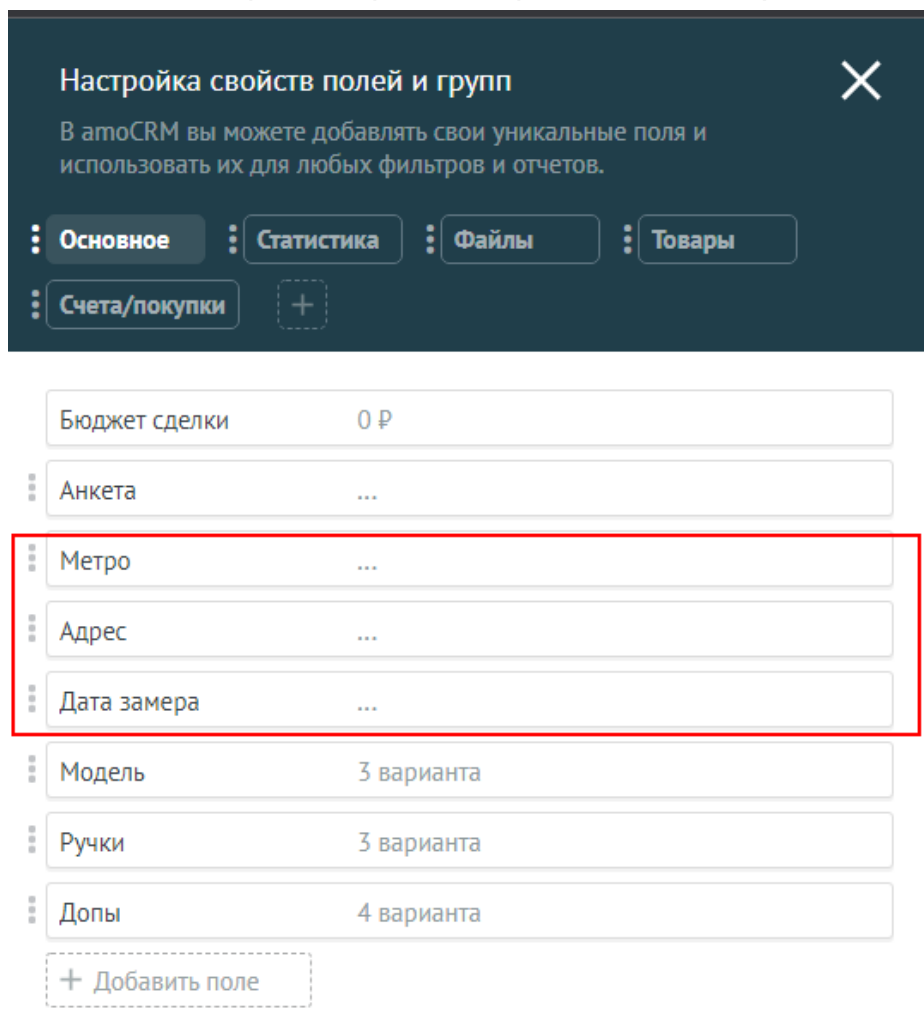 Настройка свойств полей и групп
В amoCRM вы можете добавлять свои уникальные поля и
использовать их для любых фильтров и отчетов.
Основное Статистика Файлы Товары
Счета/покупки +
Бюджет сделки 0 ₽
Анкета ...
Метро ...
Адрес ...
Дата замера ...
Модель 3 варианта
Ручки 3 варианта
Допы 4 варианта
+ Добавить поле